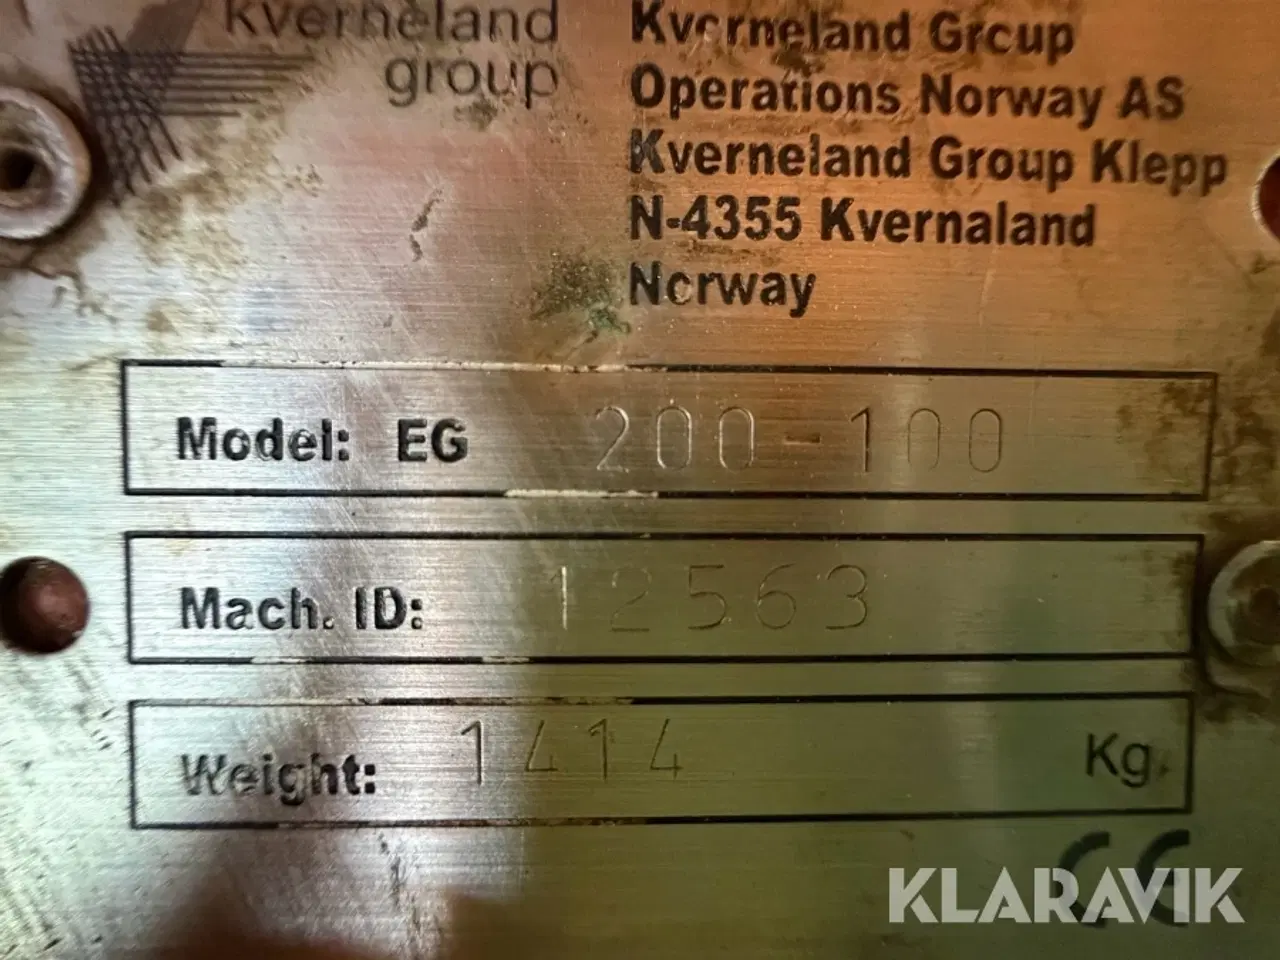 kverneland
group
Kverneland Group
Operations Norway AS
Kverneland Group Klepp
N-4355 Kvernaland
Norway
Model: EG 200-100
Mach. ID: 12563
Weight: 1414 Kg
CE
KLARAVIK